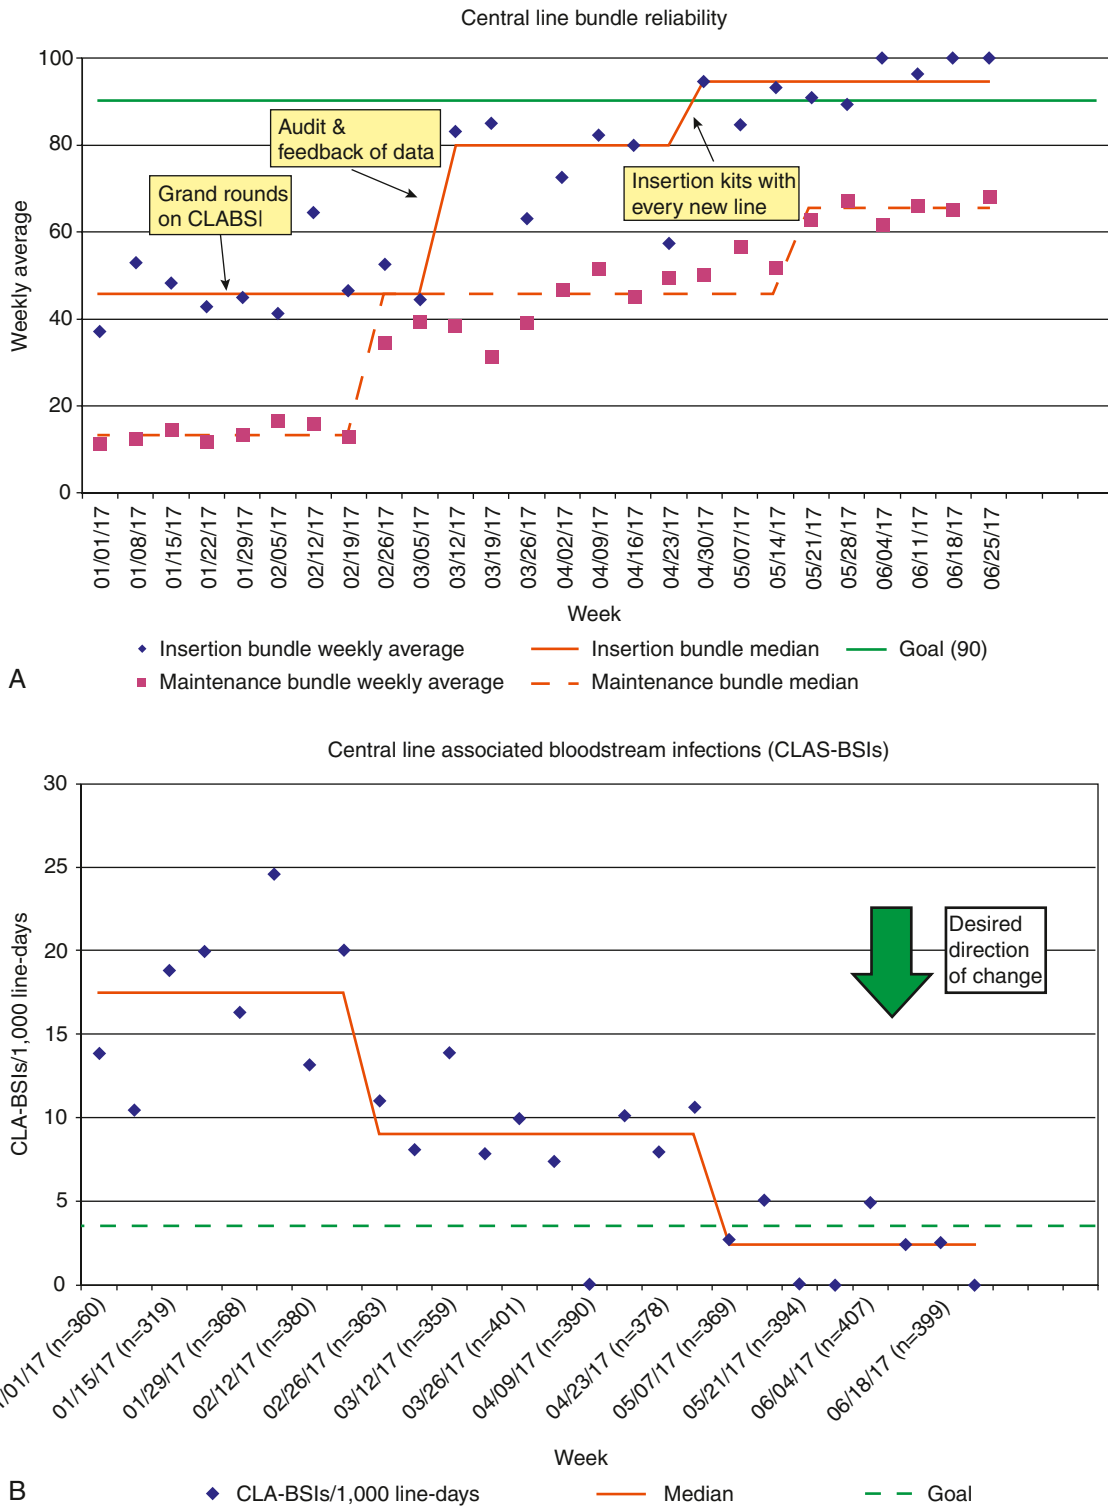 Central line bundle reliability
100
80
60
40
20
0
Weekly average
Audit &
feedback of data
Grand rounds
on CLABSI
Insertion kits with
every new line
01/01/17
01/08/17
01/15/17
01/22/17
01/29/17
02/05/17
02/12/17
02/19/17
02/26/17
03/05/17
03/12/17
03/19/17
03/26/17
04/02/17
04/09/17
04/16/17
04/23/17
04/30/17
05/07/17
05/14/17
05/21/17
05/28/17
06/04/17
06/11/17
06/18/17
06/25/17
Week
Insertion bundle weekly average
Insertion bundle median
Goal (90)
Maintenance bundle weekly average
Maintenance bundle median
A
Central line associated bloodstream infections (CLAS-BSIs)
30
25
20
15
10
5
0
CLA-BSIs/1,000 line-days
Desired
direction
of change
/01/17 (n=360)
01/15/17 (n=319)
01/29/17 (n=368)
02/12/17 (n=380)
02/26/17 (n=363)
03/12/17 (n=359)
03/26/17 (n=401)
04/09/17 (n=390)
04/23/17 (n=378)
05/07/17 (n=369)
05/21/17 (n=394)
06/04/17 (n=407)
06/18/17 (n=399)
Week
B
CLA-BSIs/1,000 line-days
Median
Goal